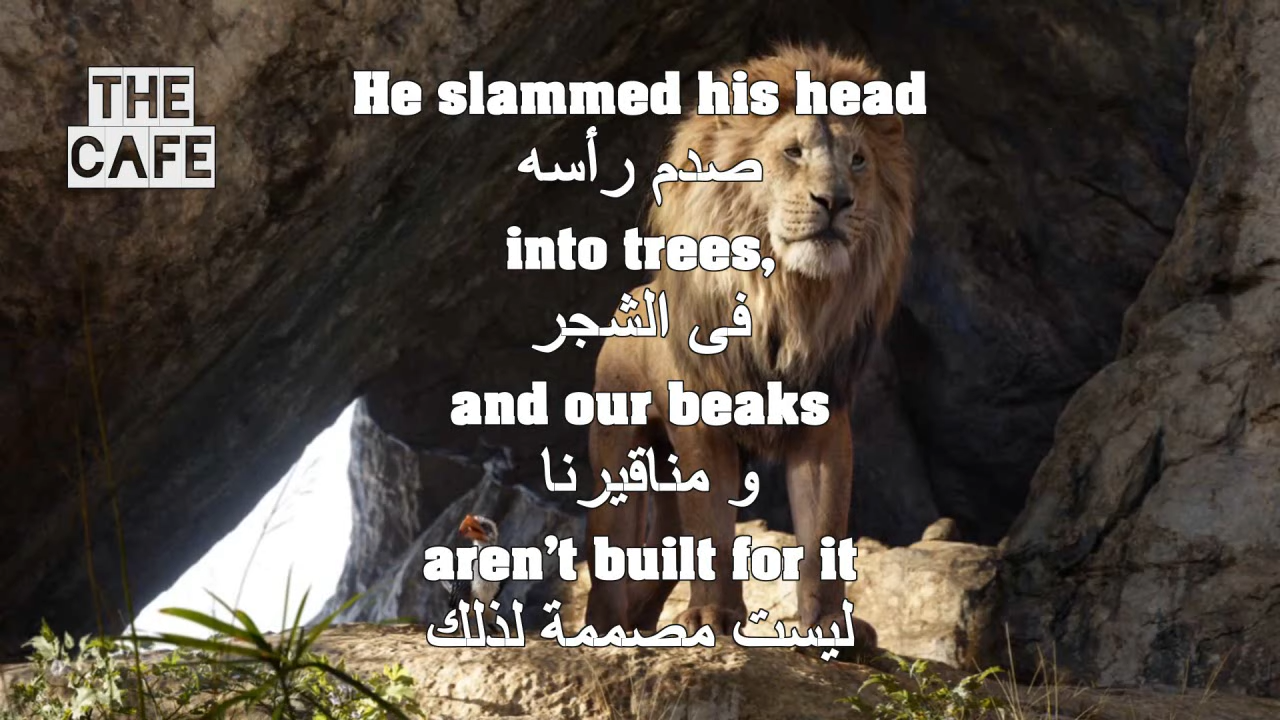 THE
CAFE
He slammed his head
صدم رأسه
into trees,
فى الشجر
and our beaks
و مناقيرنا
aren't built for it
ليست مصممة لذلك